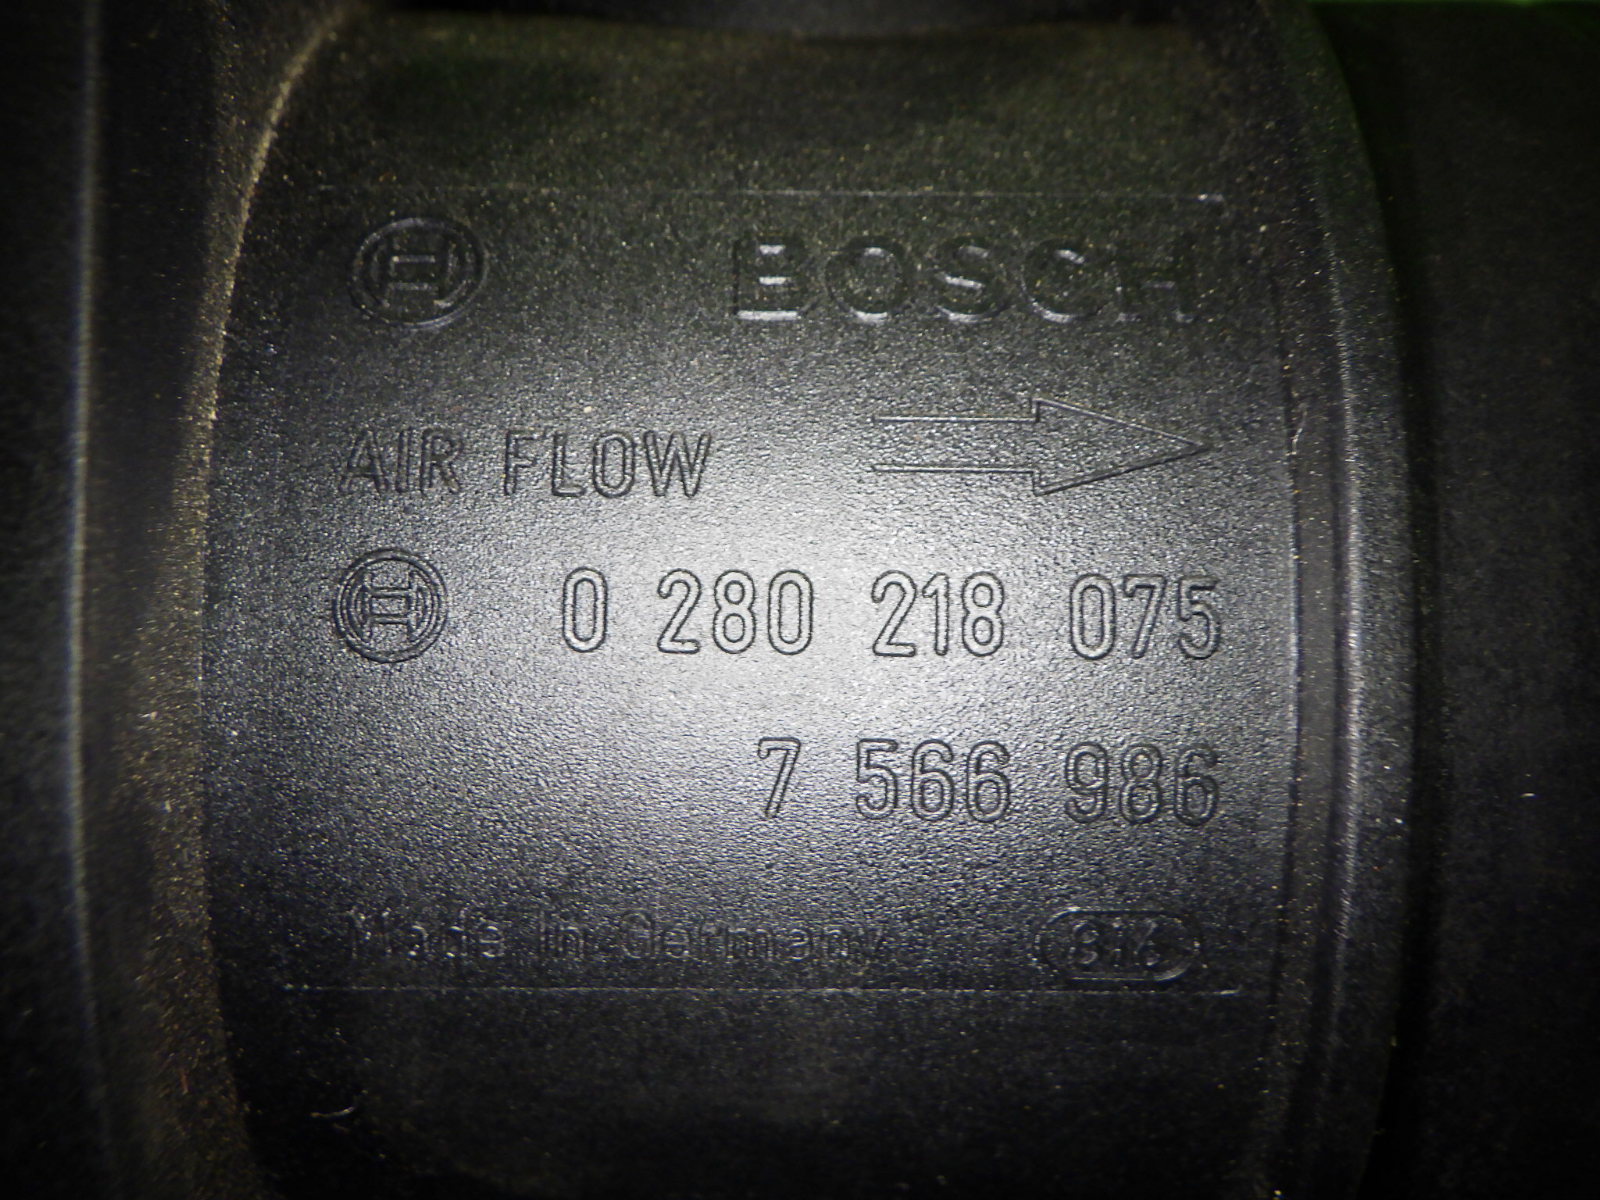 BOSCH
AIR FLOW
0 280 218 075
7 566 986
Made in Germany